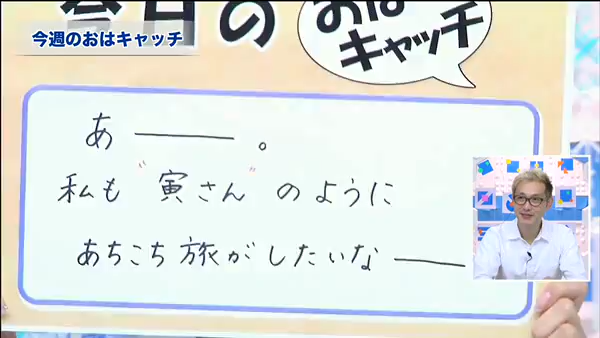 今週のおはキャッチ
今日の
おは
キャッチ
あ――。
私も“寅さん”のように
あちこち旅がしたいな――